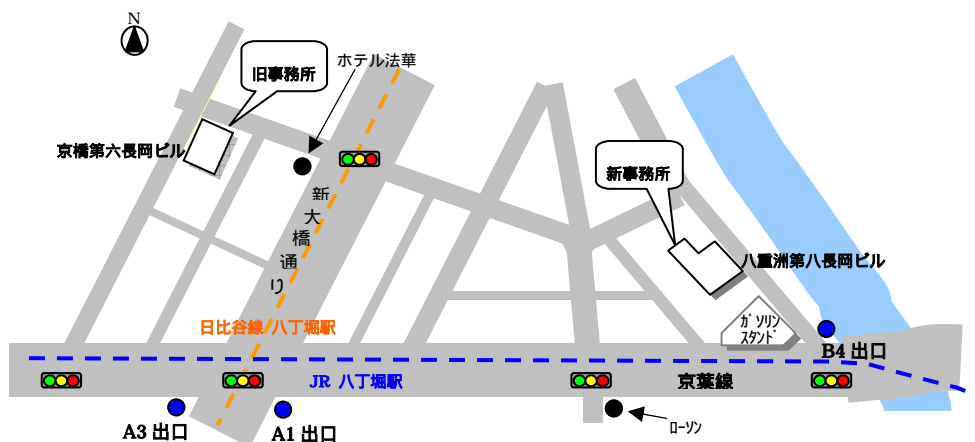 N
ホテル法華
旧事務所
京橋第六長岡ビル
新事務所
新大橋通り
八重洲第八長岡ビル
ｶﾞｿﾘﾝ
ｽﾀﾝﾄﾞ
日比谷線 八丁堀駅
B4 出口
JR 八丁堀駅
京葉線
A3 出口
A1 出口
ﾛｰｿﾝ